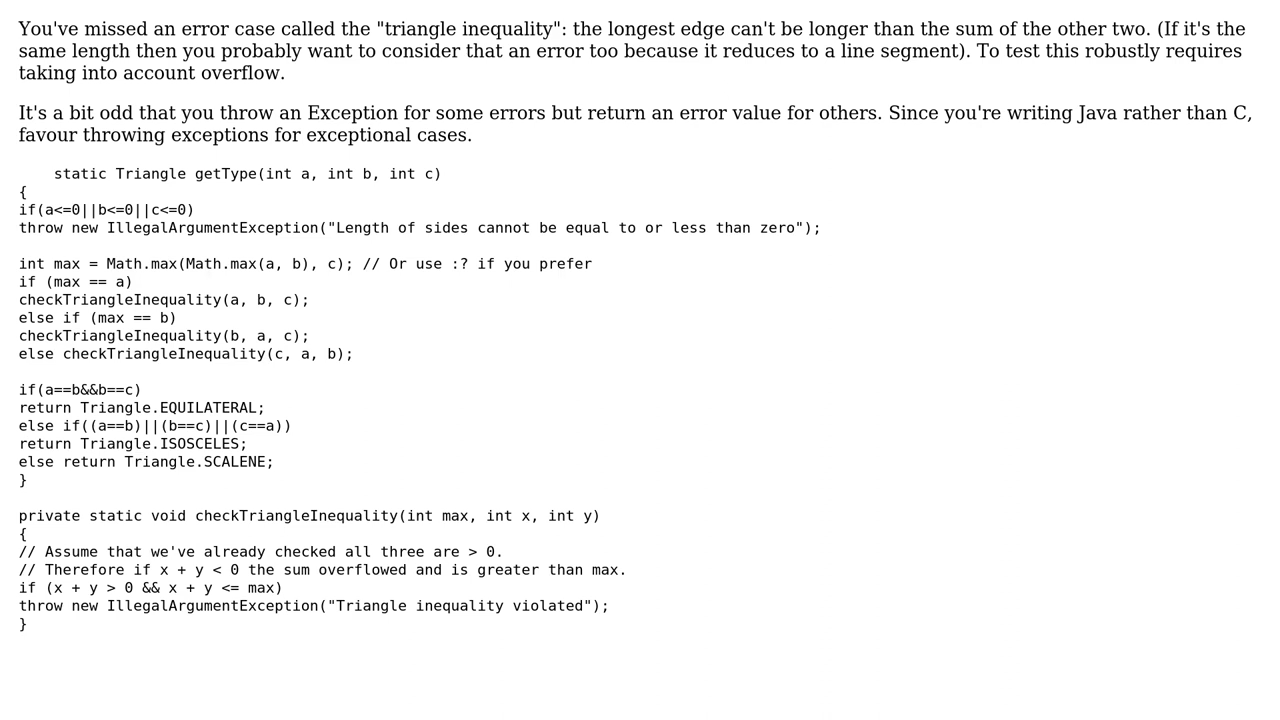 You've missed an error case called the "triangle inequality": the longest edge can't be longer than the sum of the other two. (If it's the
same length then you probably want to consider that an error too because it reduces to a line segment). To test this robustly requires
taking into account overflow.
It's a bit odd that you throw an Exception for some errors but return an error value for others. Since you're writing Java rather than C,
favour throwing exceptions for exceptional cases.
static Triangle getType(int a, int b, int c)
{
if(a<=0||b<=0||c<=0)
throw new IllegalArgumentException("Length of sides cannot be equal to or less than zero");
int max = Math.max(Math.max(a, b), c); // Or use :? if you prefer
if (max == a)
checkTriangleInequality(a, b, c);
else if (max == b)
checkTriangleInequality(b, a, c);
else checkTriangleInequality(c, a, b);
if(a==b&&b==c)
return Triangle.EQUILATERAL;
else if((a==b)||(b==c)||(c==a))
return Triangle.ISOSCELES;
else return Triangle.SCALENE;
}
private static void checkTriangleInequality(int max, int x, int y)
{
// Assume that we've already checked all three are > 0.
// Therefore if x + y < 0 the sum overflowed and is greater than max.
if (x + y > 0 && x + y <= max)
throw new IllegalArgumentException("Triangle inequality violated");
}